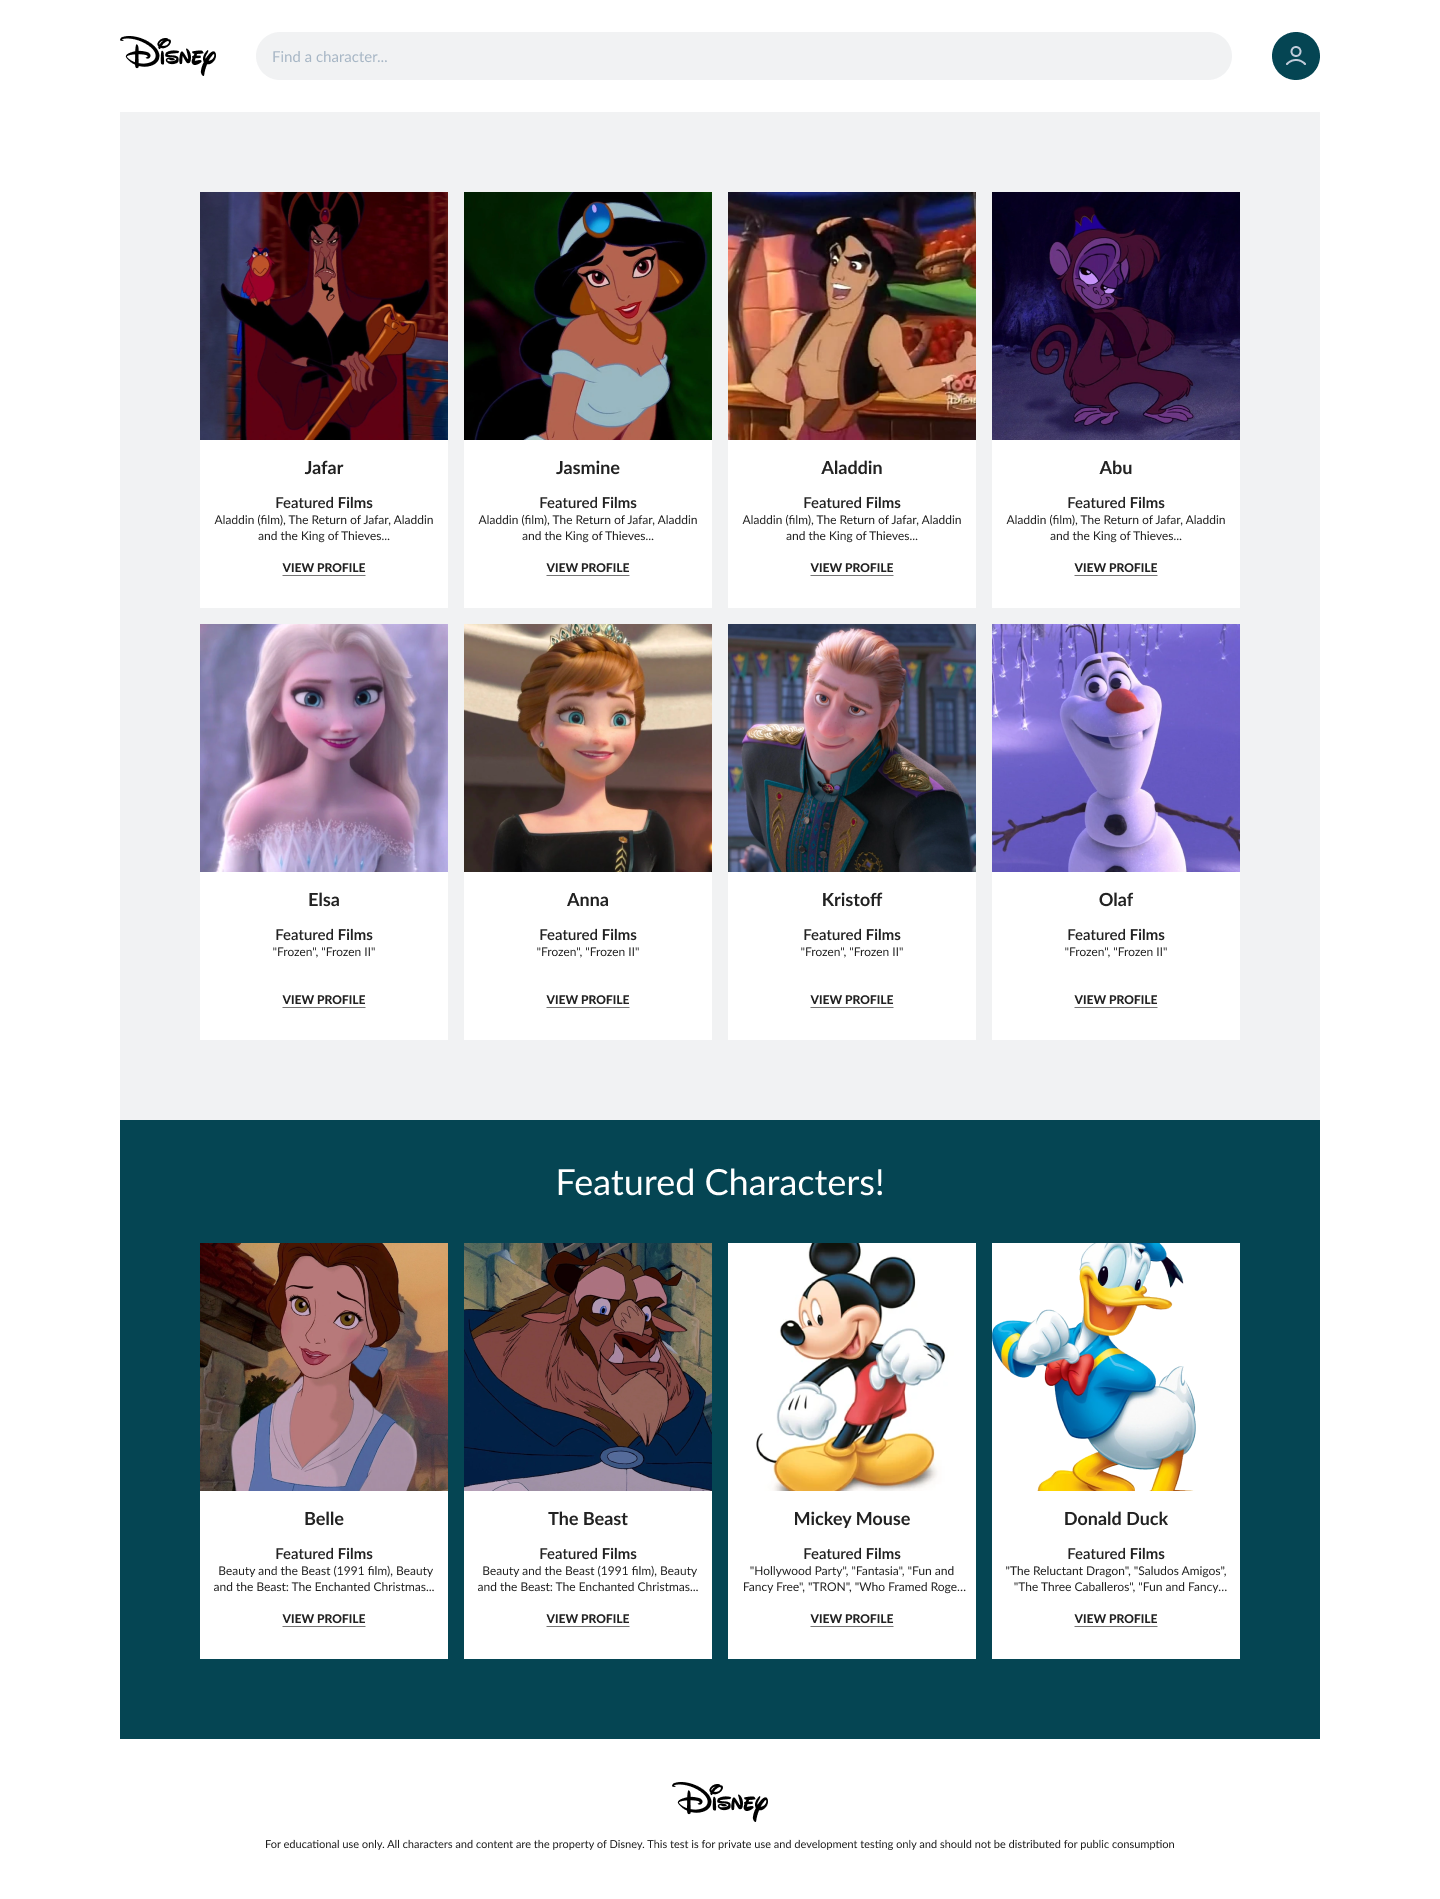 Disney
Find a character...
TOON
Disney
Jafar
Featured Films
Aladdin (film), The Return of Jafar, Aladdin
and the King of Thieves...
VIEW PROFILE
Jasmine
Featured Films
Aladdin (film), The Return of Jafar, Aladdin
and the King of Thieves...
VIEW PROFILE
Aladdin
Featured Films
Aladdin (film), The Return of Jafar, Aladdin
and the King of Thieves...
VIEW PROFILE
Abu
Featured Films
Aladdin (film), The Return of Jafar, Aladdin
and the King of Thieves...
VIEW PROFILE
Elsa
Featured Films
"Frozen", "Frozen II"
VIEW PROFILE
Anna
Featured Films
"Frozen", "Frozen II"
VIEW PROFILE
Kristoff
Featured Films
"Frozen", "Frozen II"
VIEW PROFILE
Olaf
Featured Films
"Frozen", "Frozen II"
VIEW PROFILE
Featured Characters!
Belle
Featured Films
Beauty and the Beast (1991 film), Beauty
and the Beast: The Enchanted Christmas...
VIEW PROFILE
The Beast
Featured Films
Beauty and the Beast (1991 film), Beauty
and the Beast: The Enchanted Christmas...
VIEW PROFILE
Mickey Mouse
Featured Films
"Hollywood Party", "Fantasia", "Fun and
Fancy Free", "TRON", "Who Framed Roge...
VIEW PROFILE
Donald Duck
Featured Films
"The Reluctant Dragon", "Saludos Amigos",
"The Three Caballeros", "Fun and Fancy...
VIEW PROFILE
Disney
For educational use only. All characters and content are the property of Disney. This test is for private use and development testing only and should not be distributed for public consumption